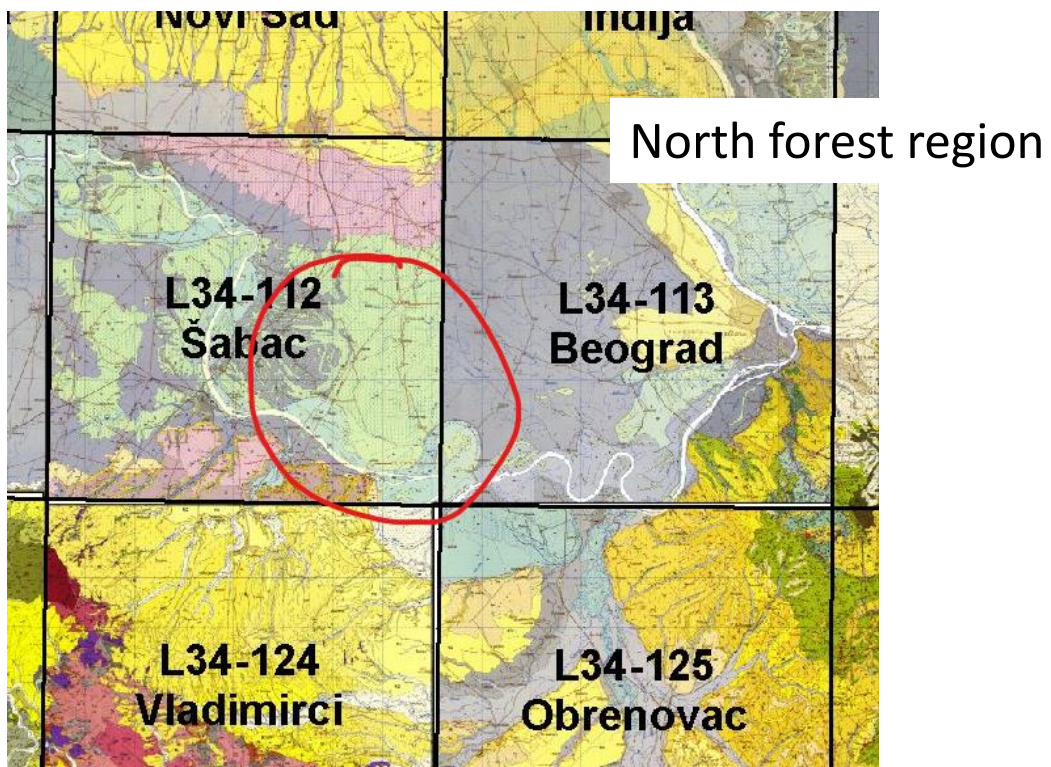 Novi Sad
Inđija
North forest region
L34-112
Šabac
L34-113
Beograd
L34-124
Vladimirci
L34-125
Obrenovac